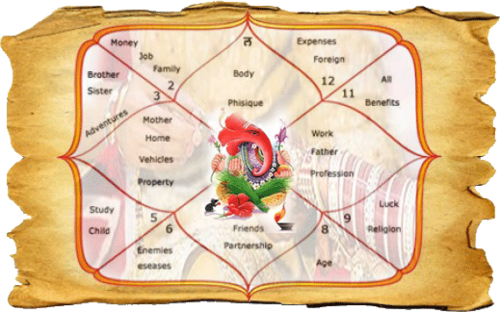 Money
Job
Family
2
Brother
Sister
3
Adventures
Body
Phisique
Expenses
Foreign
12
11
All
Benefits
Mother
Home
Vehicles
Property
Work
Father
Profession
Study
Child
5
6
Enemies
eseases
Friends
Partnership
8
Age
9
Luck
Religion